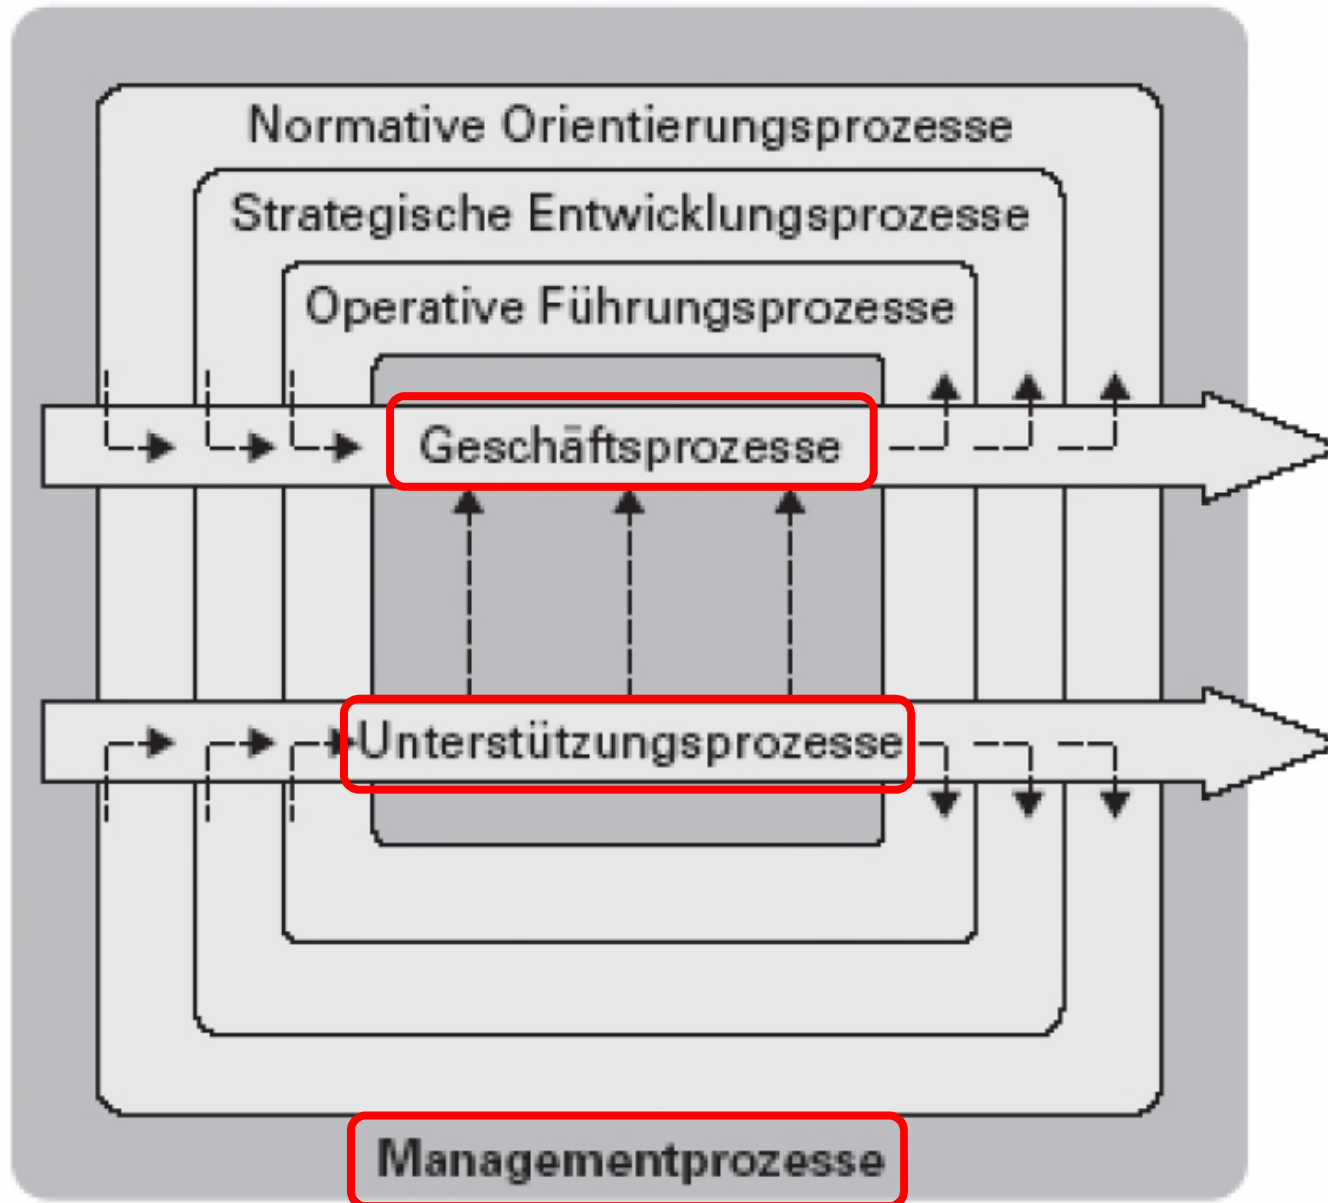 Normative Orientierungsprozesse
Strategische Entwicklungsprozesse
Operative Führungsprozesse
Geschäftsprozesse
Unterstützungsprozesse
Managementprozesse